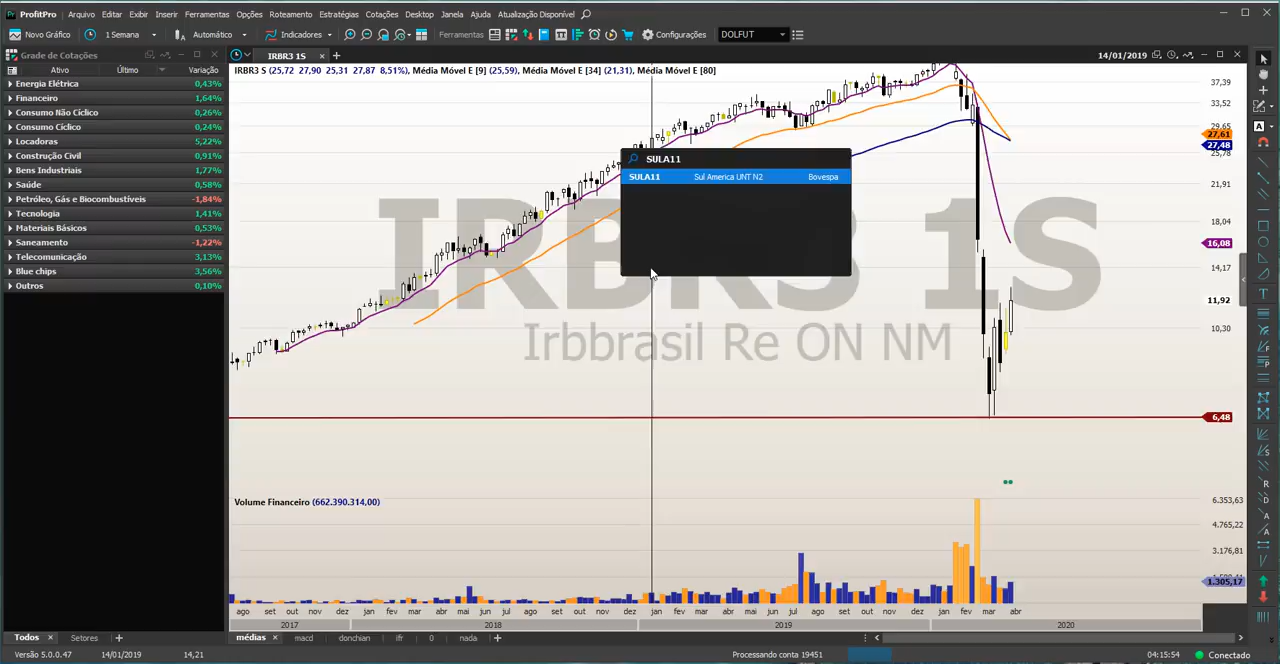 ProfitPro Arquivo Editar Exibir Inserir Ferramentas Opções Roteamento Estratégias Cotações Desktop Janela Ajuda Atualização Disponível
Novo Gráfico 1 Semana Automático Indicadores Ferramentas Configurações DOLFUT
Grade de Cotações
IRBR3 1S
14/01/2019
Ativo Último Variação
Energia Elétrica 0,43%
Financeiro 1,64%
Consumo Não Cíclico 0,26%
Consumo Cíclico 0,24%
Locadoras 5,22%
Construção Civil 0,91%
Bens Industriais 1,77%
Saúde 0,58%
Petróleo, Gás e Biocombustíveis -1,84%
Tecnologia 1,41%
Materiais Básicos 0,53%
Saneamento -1,22%
Telecomunicação 3,13%
Blue chips 3,56%
Outros 0,10%
IRBR3 S (25,72 27,90 25,31 27,87 8,51%), Média Móvel E [9] (25,59), Média Móvel E [34] (21,31), Média Móvel E [80]
SULA11
SULA11 Sul America UNT N2 Bovespa
IRBR3 1S
Irbbrasil Re ON NM
37,39
33,52
29,65
27,61
27,48
25,78
21,91
18,04
16,08
14,17
11,92
10,30
6,48
Volume Financeiro (662.390.314,00)
6.353,63
4.765,22
3.176,81
1.305,17
ago set out nov dez jan fev mar abr mai jun jul ago set out nov dez jan fev mar abr mai jun jul ago set out nov dez jan fev mar abr
2017 2018 2019 2020
Todos Setores
médias macd donchian ifr 0 nada
Versão 5.0.0.47 14/01/2019 14,21 Processando conta 19451 04:15:54 Conectado